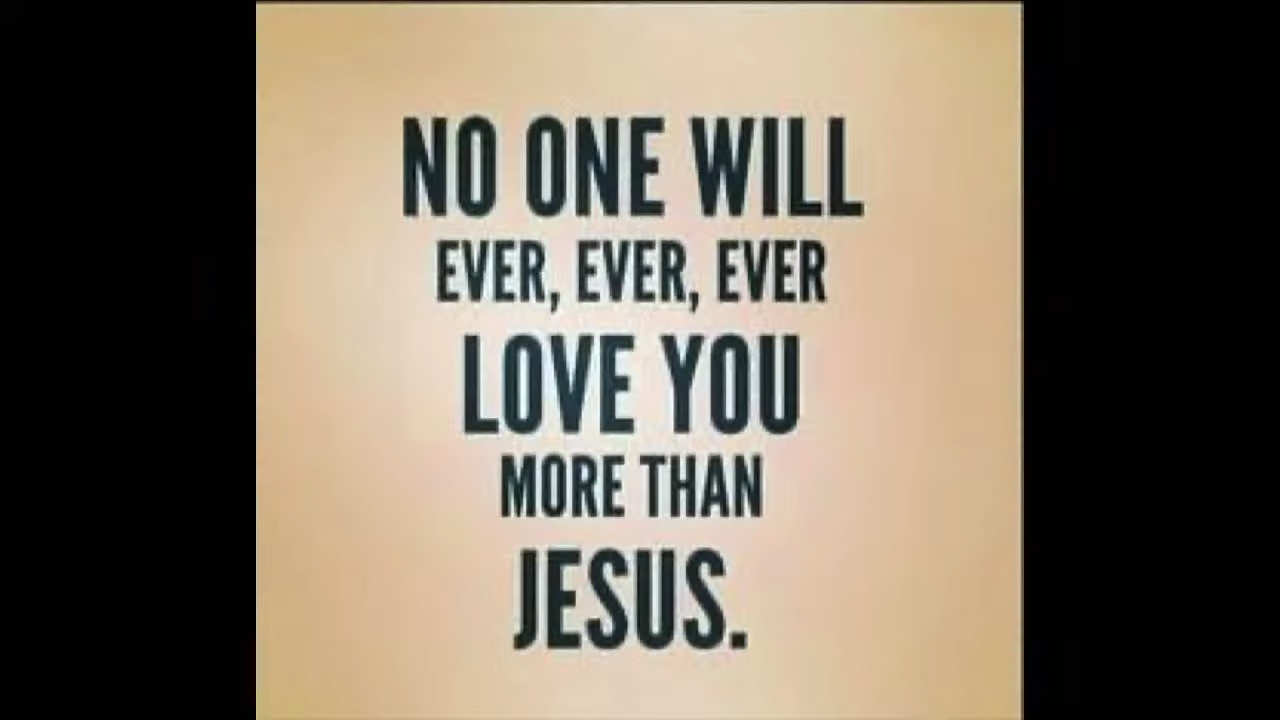 NO ONE WILL
EVER, EVER, EVER
LOVE YOU
MORE THAN
JESUS.